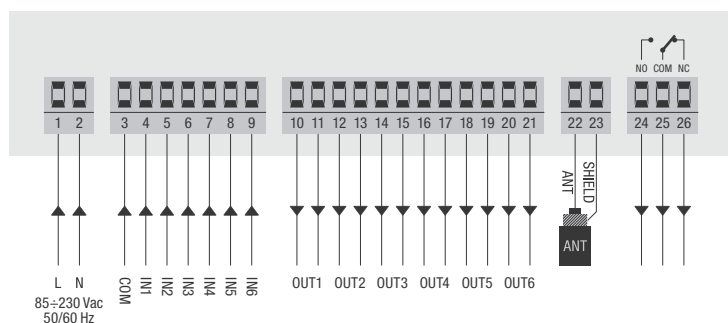 NO COM NC
1 2 3 4 5 6 7 8 9 10 11 12 13 14 15 16 17 18 19 20 21 22 23 24 25 26
ANT
SHIELD
ANT
L N COM IN1 IN2 IN3 IN4 IN5 IN6 OUT1 OUT2 OUT3 OUT4 OUT5 OUT6
85÷230 Vac
50/60 Hz